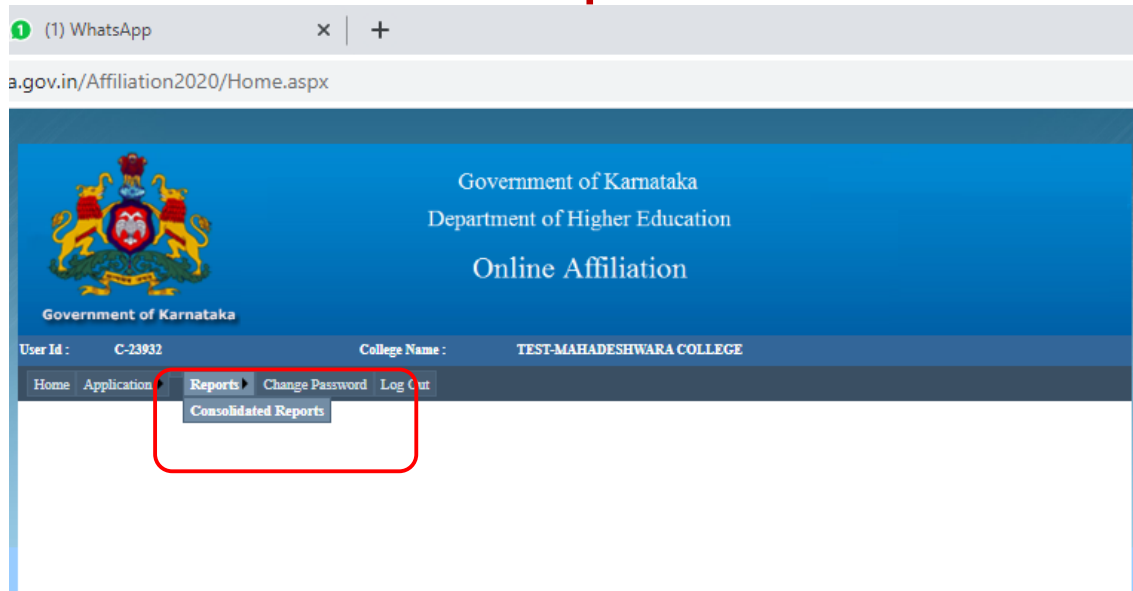 (1) WhatsApp
a.gov.in/Affiliation2020/Home.aspx
Government of Karnataka
Department of Higher Education
Online Affiliation
Government of Karnataka
User Id : C-23932 College Name : TEST-MAHADESHWARA COLLEGE
Home Application Reports Change Password Log Out
Consolidated Reports